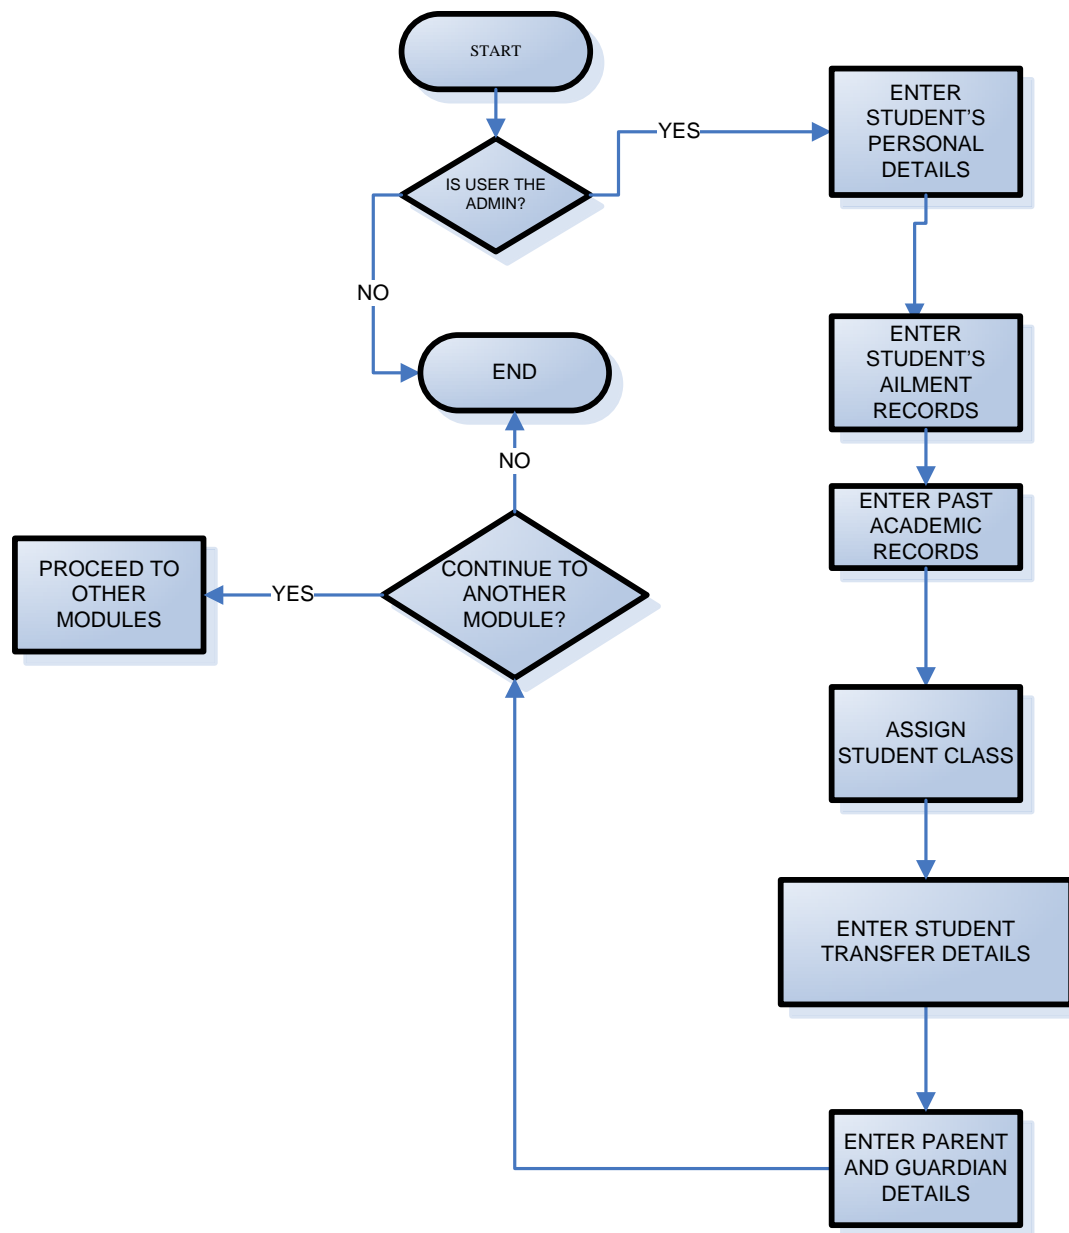 START
IS USER THE
ADMIN?
YES
ENTER
STUDENT'S
PERSONAL
DETAILS
NO
END
ENTER
STUDENT'S
AILMENT
RECORDS
NO
ENTER PAST
ACADEMIC
RECORDS
CONTINUE TO
ANOTHER
MODULE?
YES
PROCEED TO
OTHER
MODULES
ASSIGN
STUDENT CLASS
ENTER STUDENT
TRANSFER DETAILS
ENTER PARENT
AND GUARDIAN
DETAILS